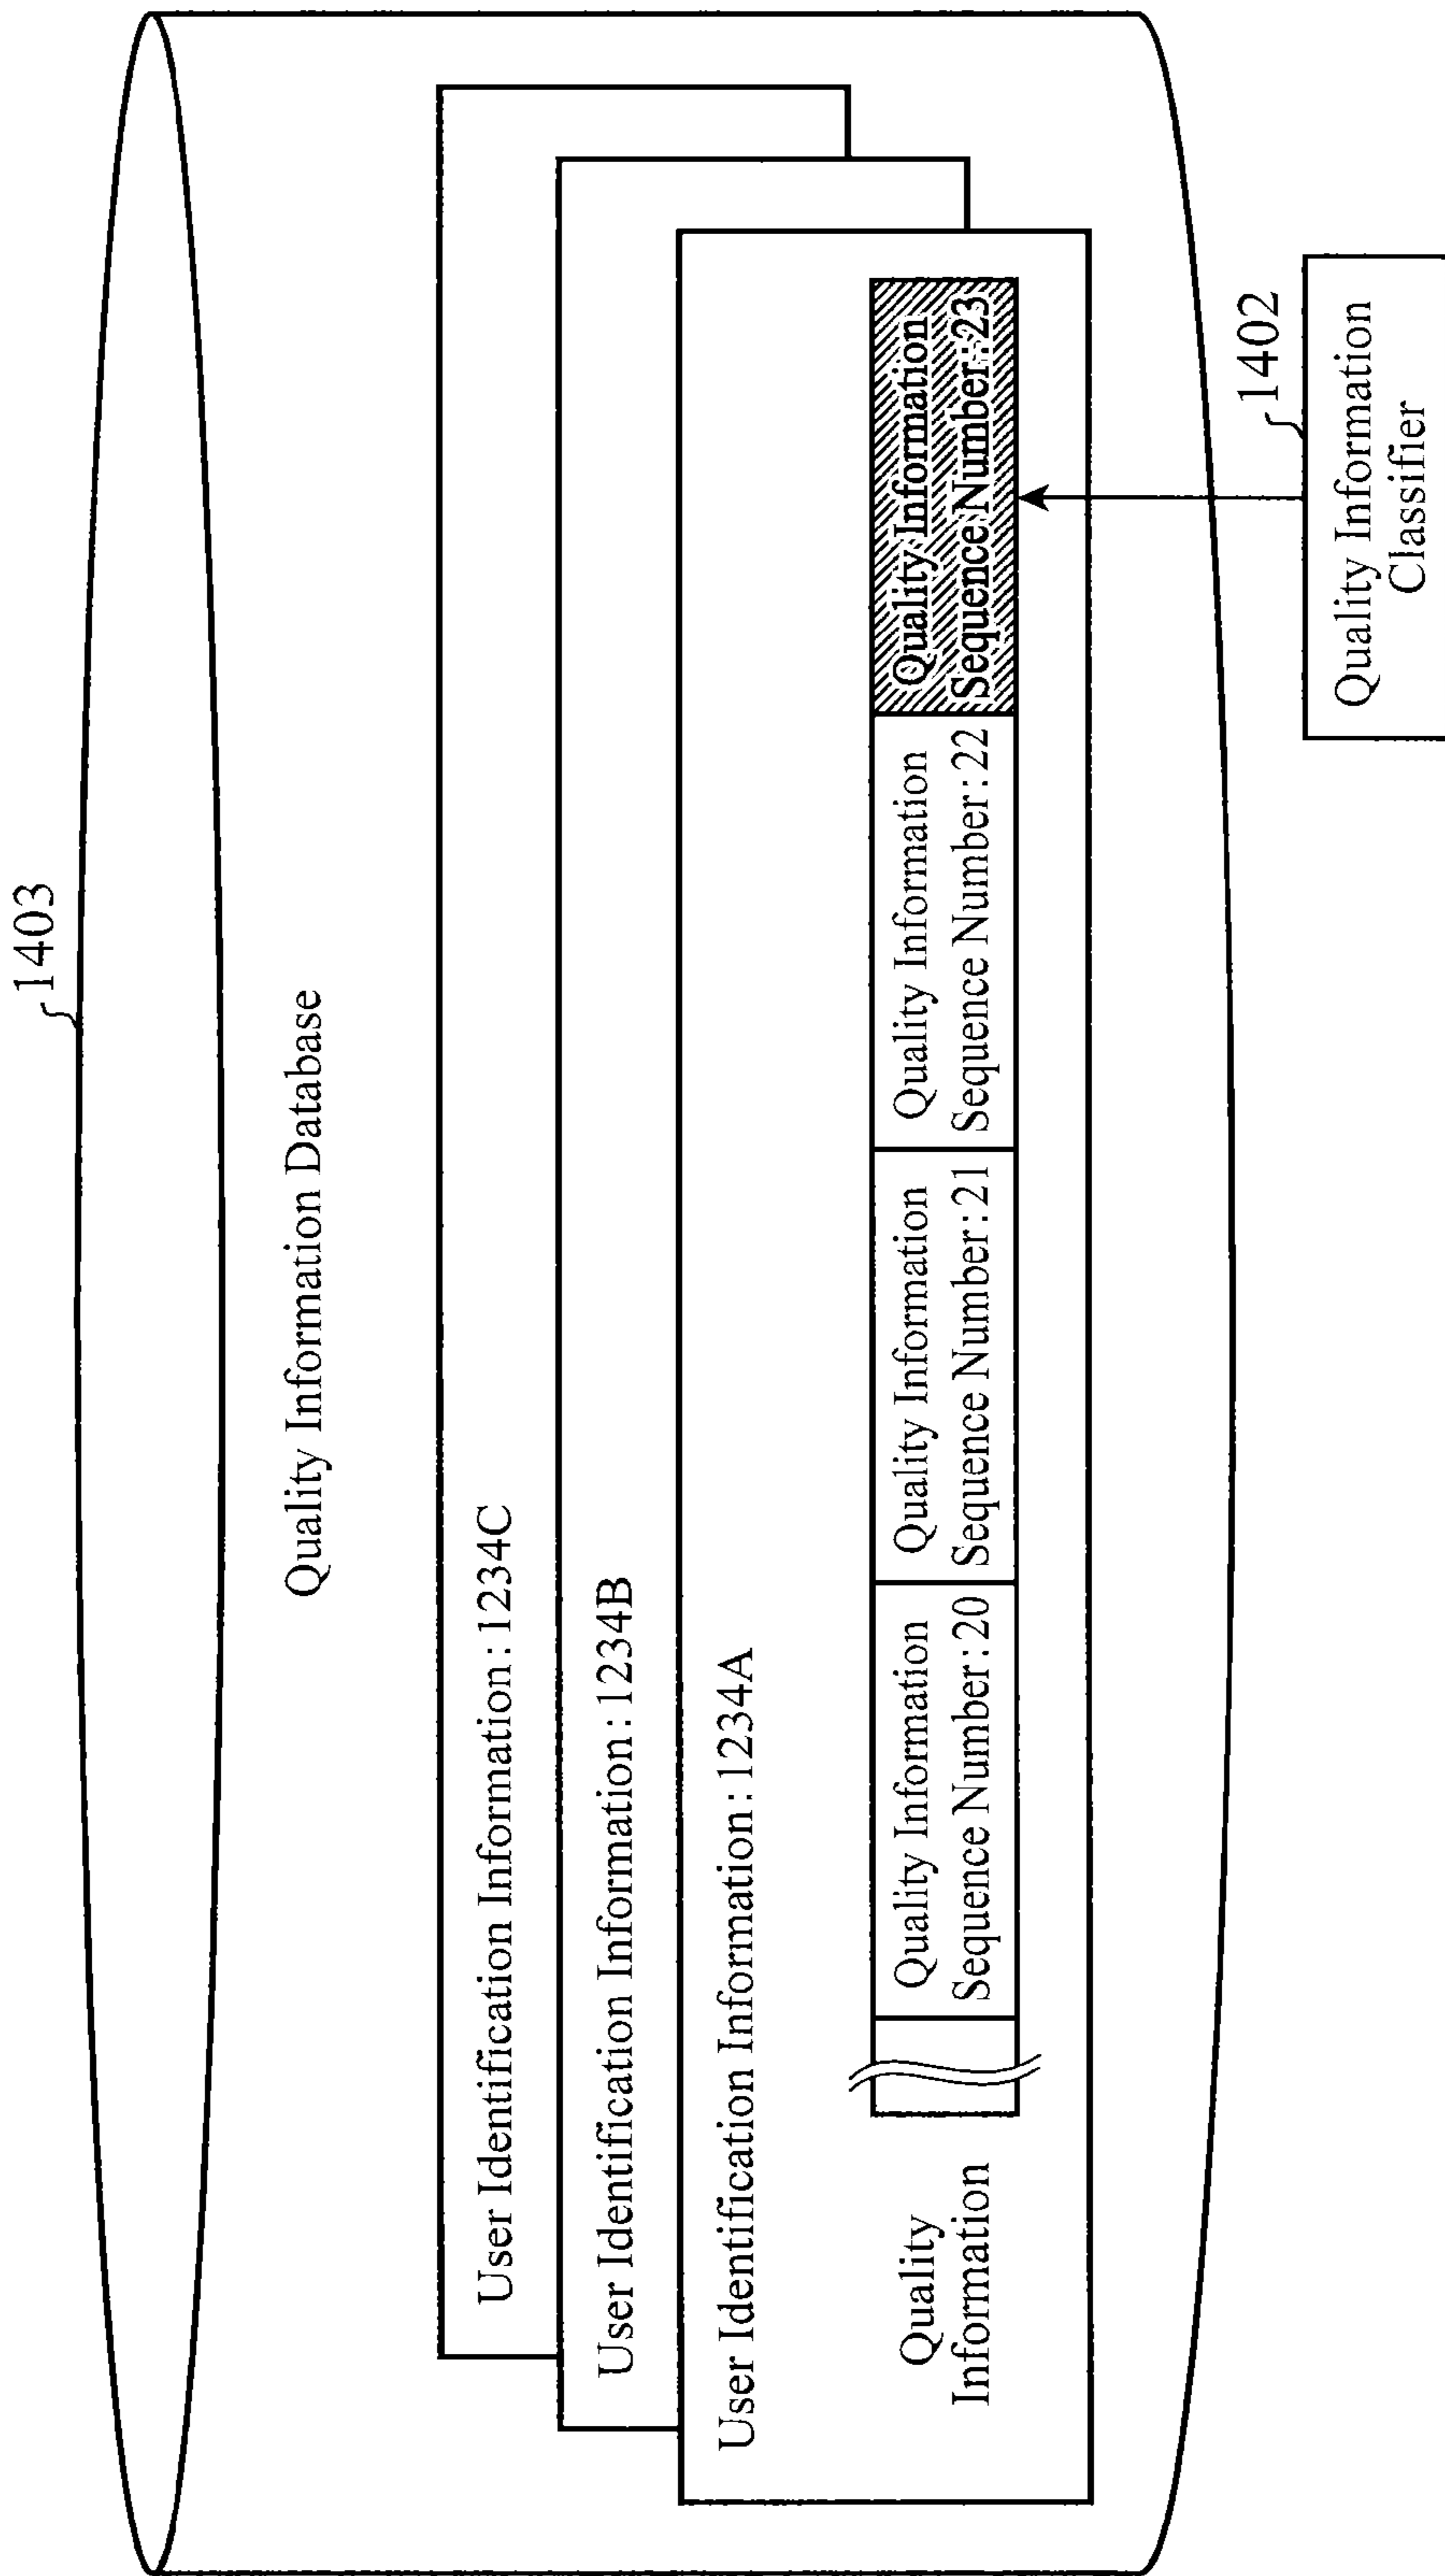 1403
Quality Information Database
User Identification Information:1234C
User Identification Information:1234B
User Identification Information:1234A
Quality
Information
Quality Information
Sequence Number:20
Quality Information
Sequence Number:21
Quality Information
Sequence Number:22
Quality Information
Sequence Number:23
1402
Quality Information
Classifier